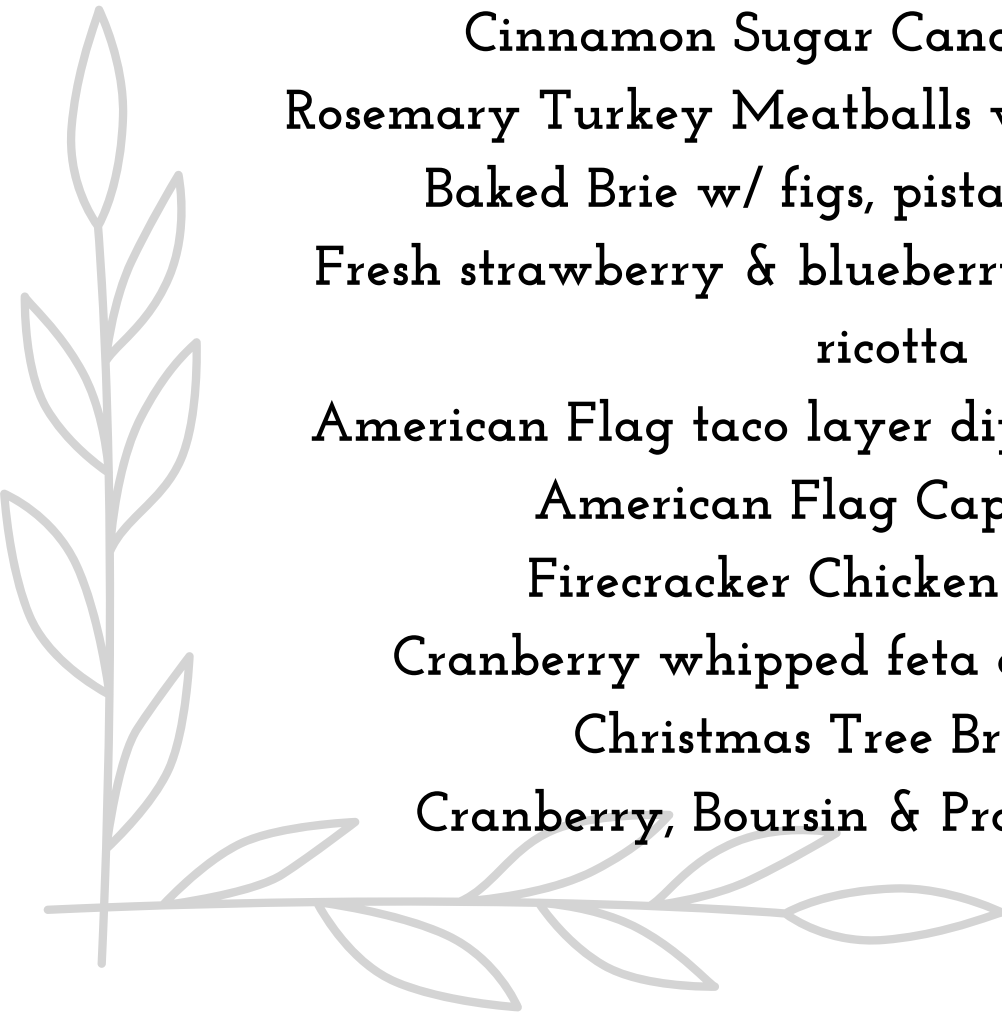 Cinnamon Sugar
Rosemary Turkey Meatballs
Baked Brie w/ figs,
Fresh strawberry &
ricotta
American Flag taco layer
American Flag
Firecracker Chicken
Cranberry whipped feta
Christmas Tree
Cranberry, Boursin &